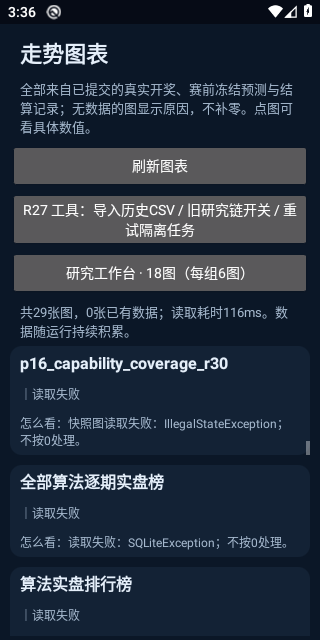 3:36
走势图表
全部来自已提交的真实开奖、赛前冻结预测与结
算记录；无数据的图显示原因，不补零。点图可
看具体数值。
刷新图表
R27 工具：导入历史CSV / 旧研究链开关 / 重
试隔离任务
研究工作台 · 18图（每组6图）
共29张图，0张已有数据；读取耗时116ms。数
据随运行持续积累。
p16_capability_coverage_r30
｜读取失败
怎么看：快照图读取失败：IllegalStateException；
不按0处理。
全部算法逐期实盘榜
｜读取失败
怎么看：读取失败：SQLiteException；不按0处理。
算法实盘排行榜
｜读取失败